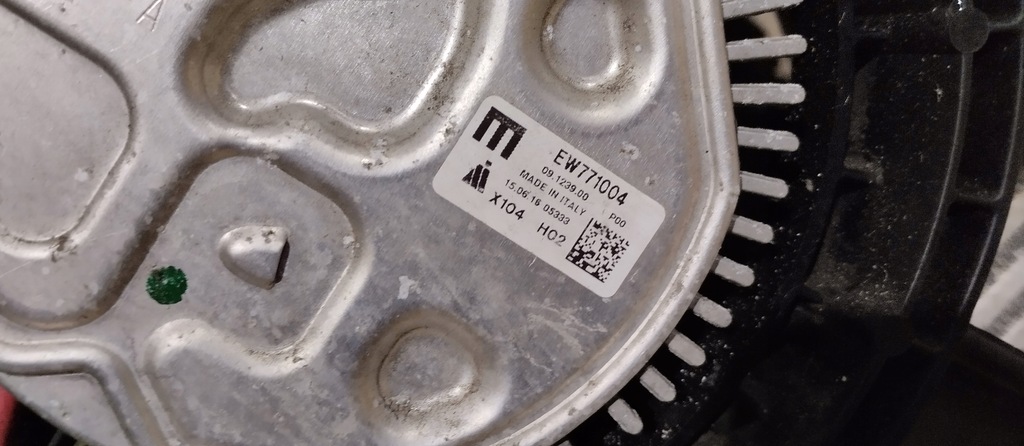 A
EW771004
09.1239.00 P00
MADE IN ITALY
15.06.16 05333
X104 H02